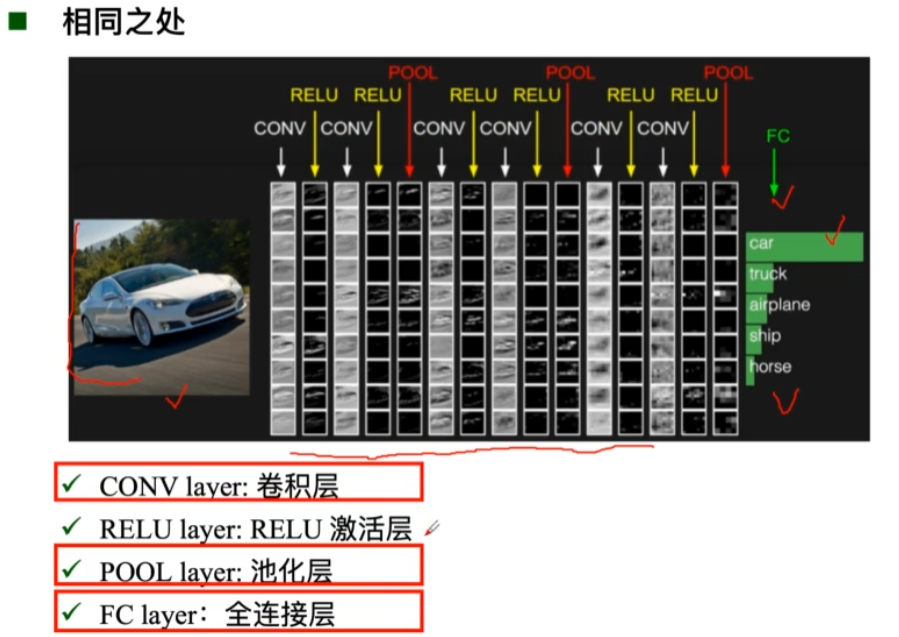 相同之处
POOL POOL POOL
RELU RELU RELU RELU RELU RELU
CONV CONV CONV CONV CONV CONV
FC
car
truck
airplane
ship
horse
✓ CONV layer: 卷积层
✓ RELU layer: RELU 激活层
✓ POOL layer: 池化层
✓ FC layer：全连接层